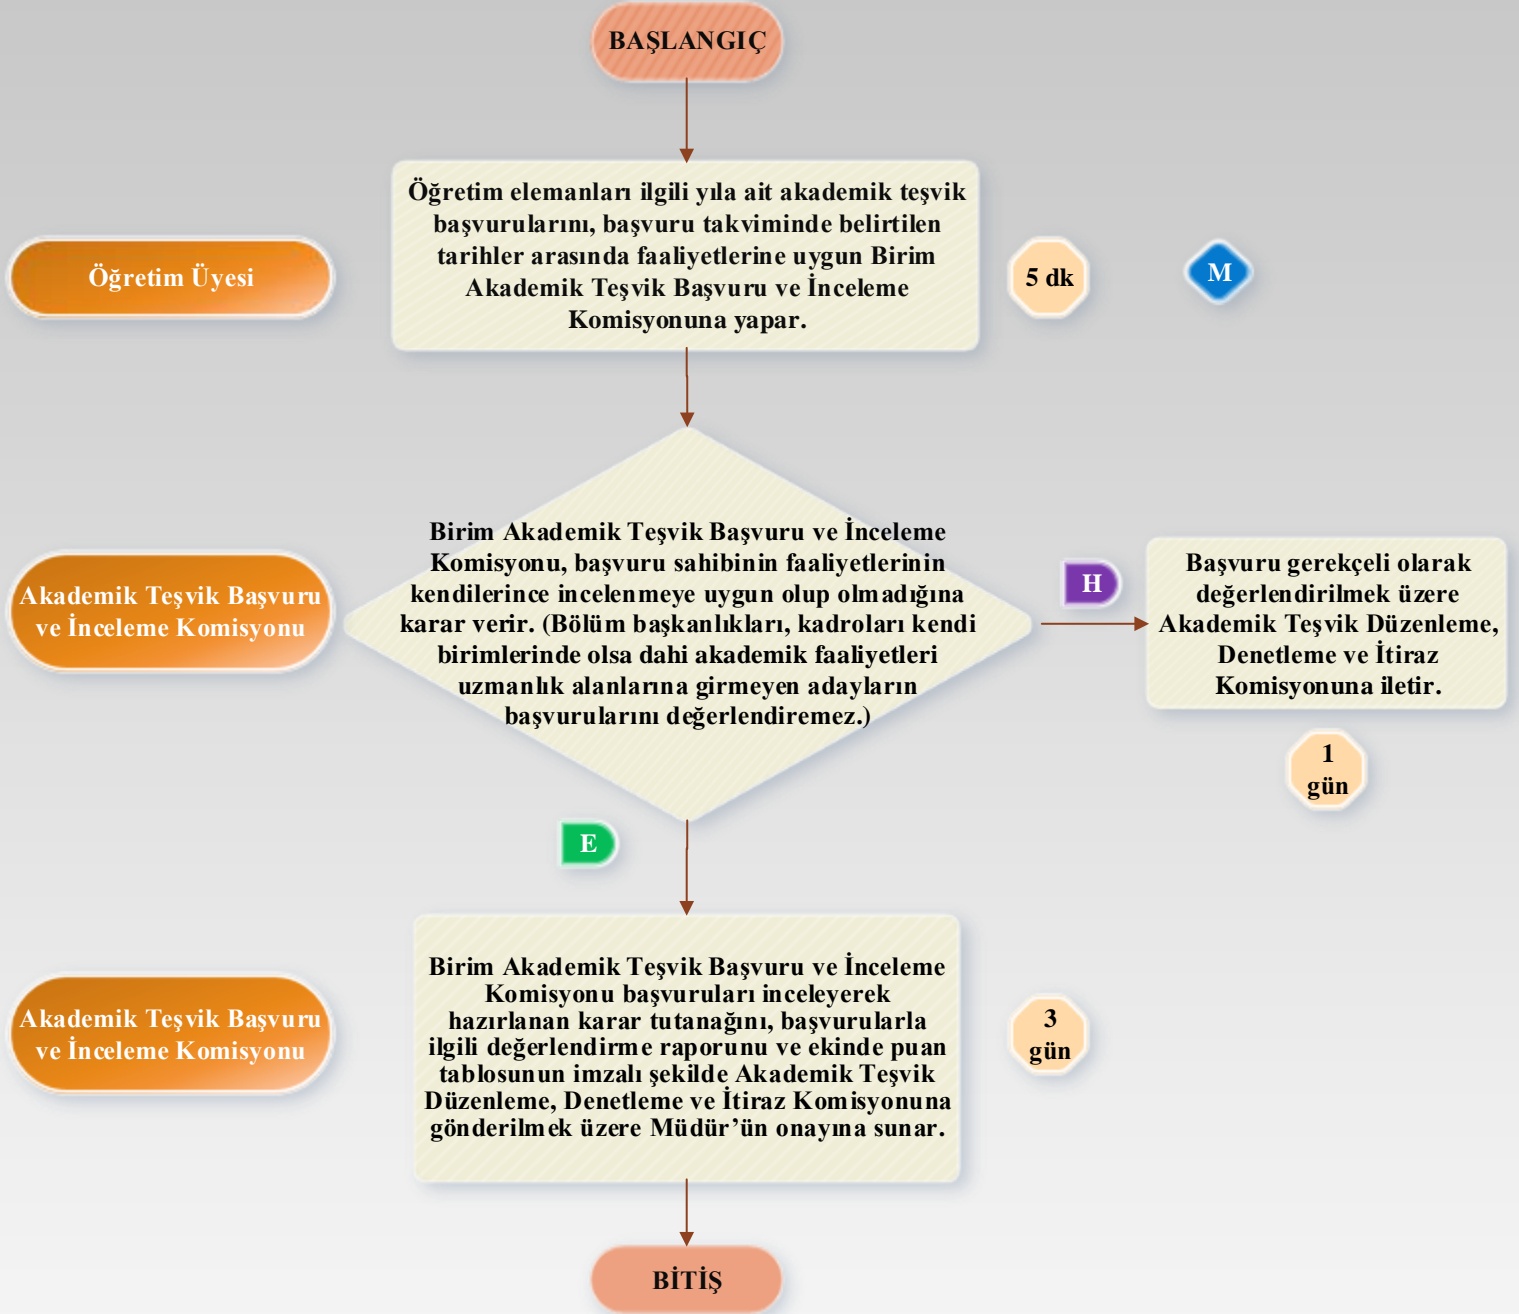 BAŞLANGIÇ
Öğretim Üyesi
Öğretim elemanları ilgili yıla ait akademik teşvik
başvurularını, başvuru takviminde belirtilen
tarihler arasında faaliyetlerine uygun Birim
Akademik Teşvik Başvuru ve İnceleme
Komisyonuna yapar.
5 dk
M
Akademik Teşvik Başvuru
ve İnceleme Komisyonu
Birim Akademik Teşvik Başvuru ve İnceleme
Komisyonu, başvuru sahibinin faaliyetlerinin
kendilerince incelenmeye uygun olup olmadığına
karar verir. (Bölüm başkanlıkları, kadroları kendi
birimlerinde olsa dahi akademik faaliyetleri
uzmanlık alanlarına girmeyen adayların
başvurularını değerlendiremez.)
H
Başvuru gerekçeli olarak
değerlendirilmek üzere
Akademik Teşvik Düzenleme,
Denetleme ve İtiraz
Komisyonuna iletir.
1
gün
E
Akademik Teşvik Başvuru
ve İnceleme Komisyonu
Birim Akademik Teşvik Başvuru ve İnceleme
Komisyonu başvuruları inceleyerek
hazırlanan karar tutanağını, başvurularla
ilgili değerlendirme raporunu ve ekinde puan
tablosunun imzalı şekilde Akademik Teşvik
Düzenleme, Denetleme ve İtiraz Komisyonuna
gönderilmek üzere Müdür’ün onayına sunar.
3
gün
BİTİŞ